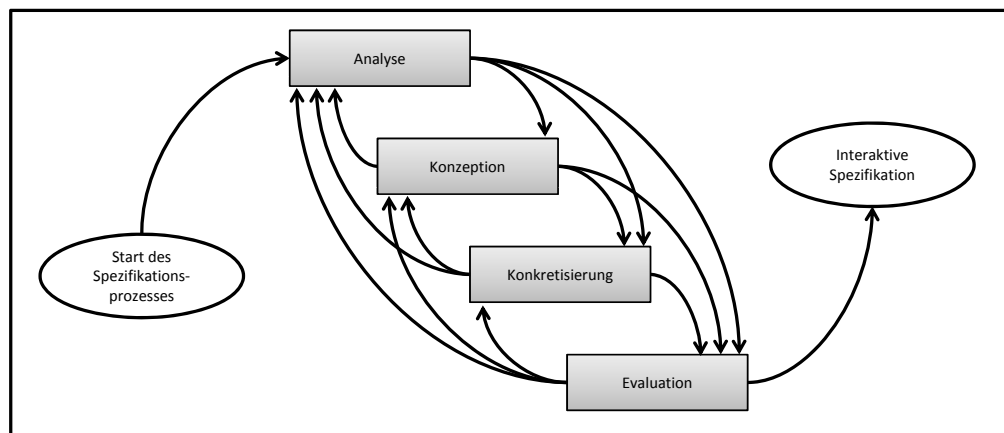 Analyse
Konzeption
Interaktive
Spezifikation
Start des
Spezifikations-
prozesses
Konkretisierung
Evaluation